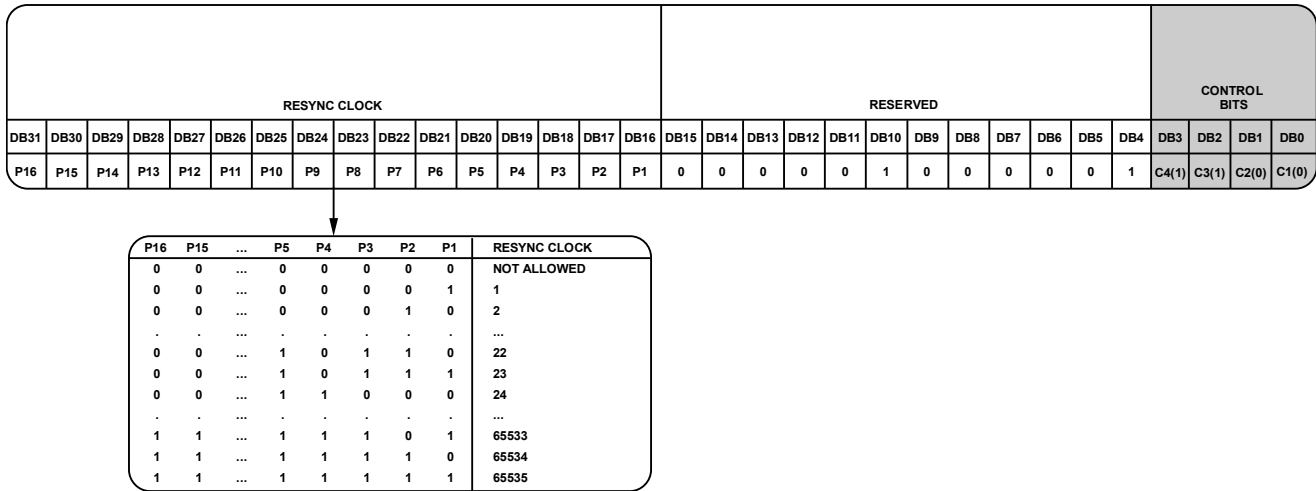 RESYNC CLOCK RESERVED CONTROL BITS
DB31 DB30 DB29 DB28 DB27 DB26 DB25 DB24 DB23 DB22 DB21 DB20 DB19 DB18 DB17 DB16 DB15 DB14 DB13 DB12 DB11 DB10 DB9 DB8 DB7 DB6 DB5 DB4 DB3 DB2 DB1 DB0
P16 P15 P14 P13 P12 P11 P10 P9 P8 P7 P6 P5 P4 P3 P2 P1 0 0 0 0 0 1 0 0 0 0 0 1 C4(1) C3(1) C2(0) C1(0)
P16 P15 ... P5 P4 P3 P2 P1 RESYNC CLOCK
0 0 ... 0 0 0 0 0 NOT ALLOWED
0 0 ... 0 0 0 0 1 1
0 0 ... 0 0 0 1 0 2
. . ... . . . . . ...
0 0 ... 1 0 1 1 0 22
0 0 ... 1 0 1 1 1 23
0 0 ... 1 1 0 0 0 24
. . ... . . . . . ...
1 1 ... 1 1 1 0 1 65533
1 1 ... 1 1 1 1 0 65534
1 1 ... 1 1 1 1 1 65535